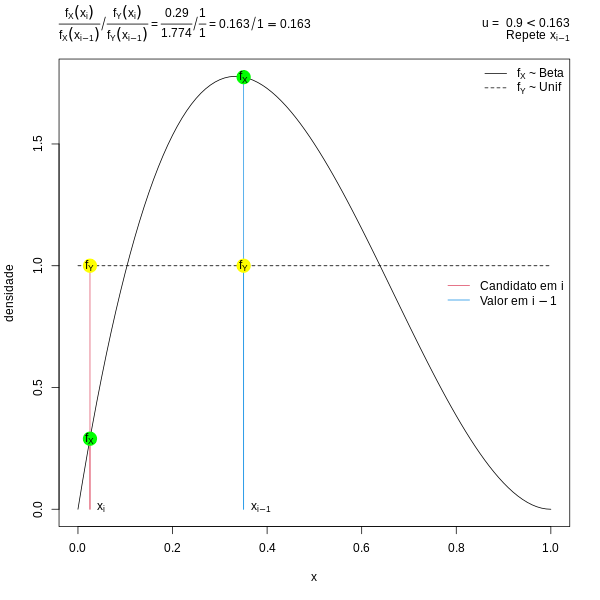 fX(xi) / fX(xi−1) / fY(xi) / fY(xi−1) = 0.29 / 1.774 / 1 / 1 = 0.163/1 = 0.163
u = 0.9 < 0.163
Repete xi−1
fX ~ Beta
fY ~ Unif
fX
1.5
fY
fY
1.0
Candidato em i
Valor em i − 1
densidade
0.5
fX
0.0
xi
xi−1
0.0 0.2 0.4 0.6 0.8 1.0
x